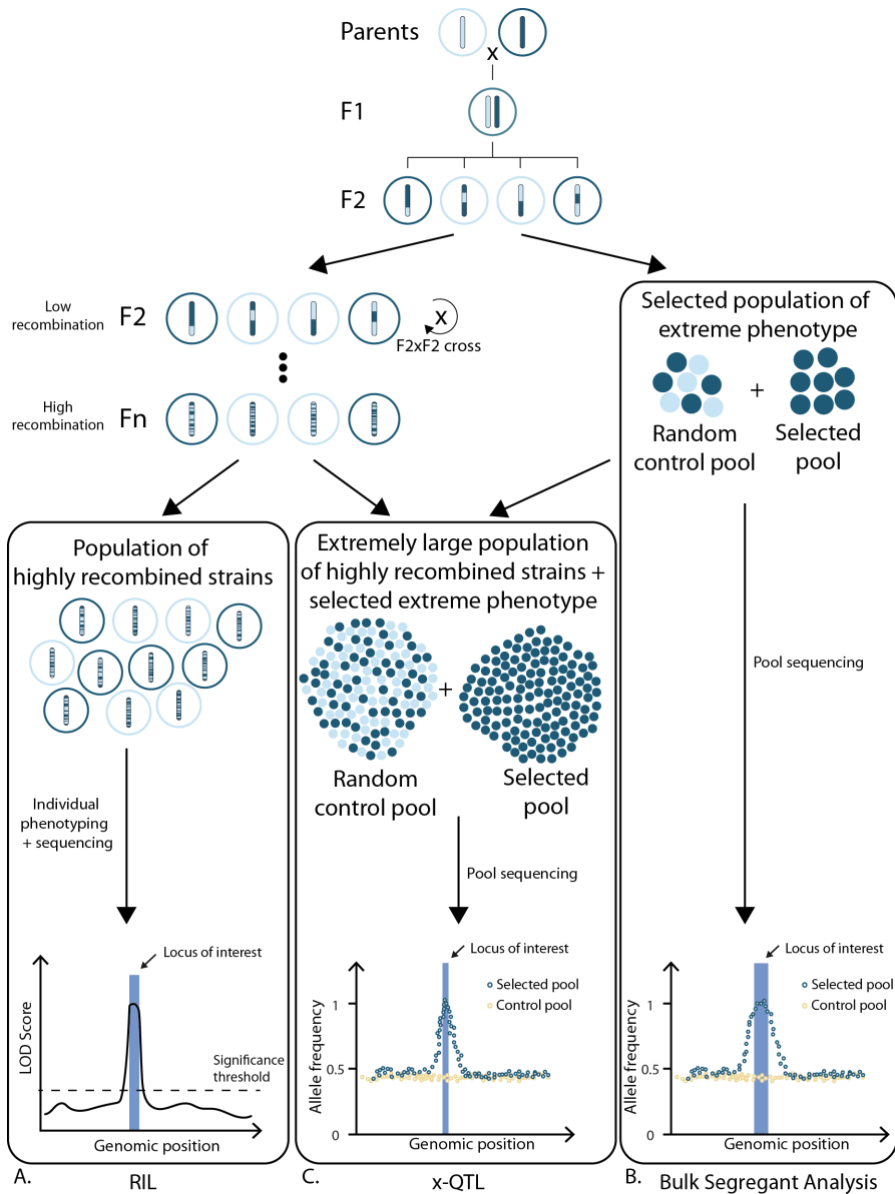 Parents
x
F1
F2
Low
recombination
F2
x
F2xF2 cross
High
recombination
Fn
Selected population of
extreme phenotype
+
Random
control pool
Selected
pool
Population of
highly recombined strains
Individual
phenotyping
+ sequencing
LOD Score
Locus of interest
Significance
threshold
Genomic position
A.
RIL
Extremely large population
of highly recombined strains +
selected extreme phenotype
+
Random
control pool
Selected
pool
Pool sequencing
Locus of interest
Selected pool
Control pool
Allele frequency
1
0.5
0
Genomic position
C.
x-QTL
Pool sequencing
Locus of interest
Selected pool
Control pool
Allele frequency
1
0.5
0
Genomic position
B.
Bulk Segregant Analysis